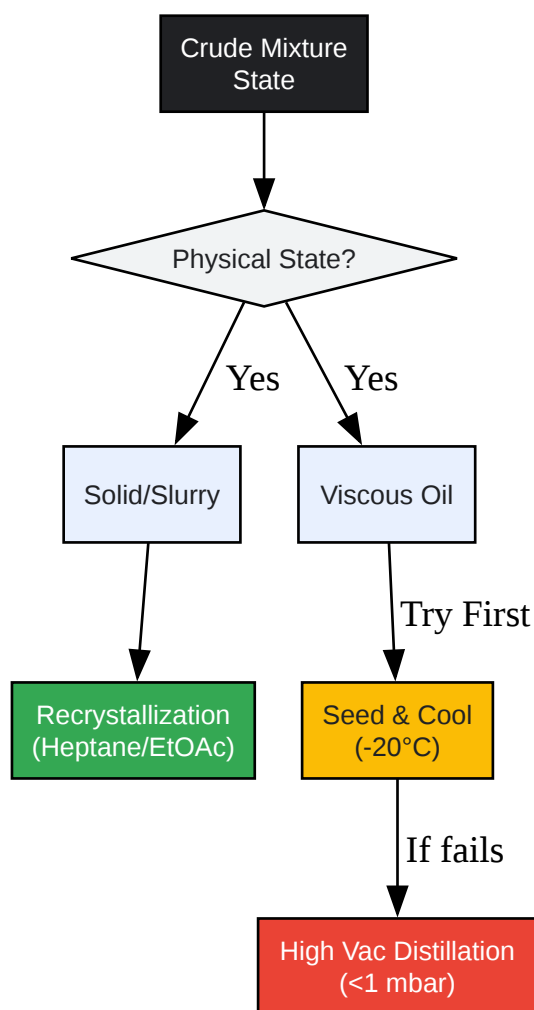 Crude Mixture
State
Physical State?
Yes
Yes
Solid/Slurry
Viscous Oil
Try First
Recrystallization
(Heptane/EtOAc)
Seed & Cool
(-20°C)
If fails
High Vac Distillation
(<1 mbar)